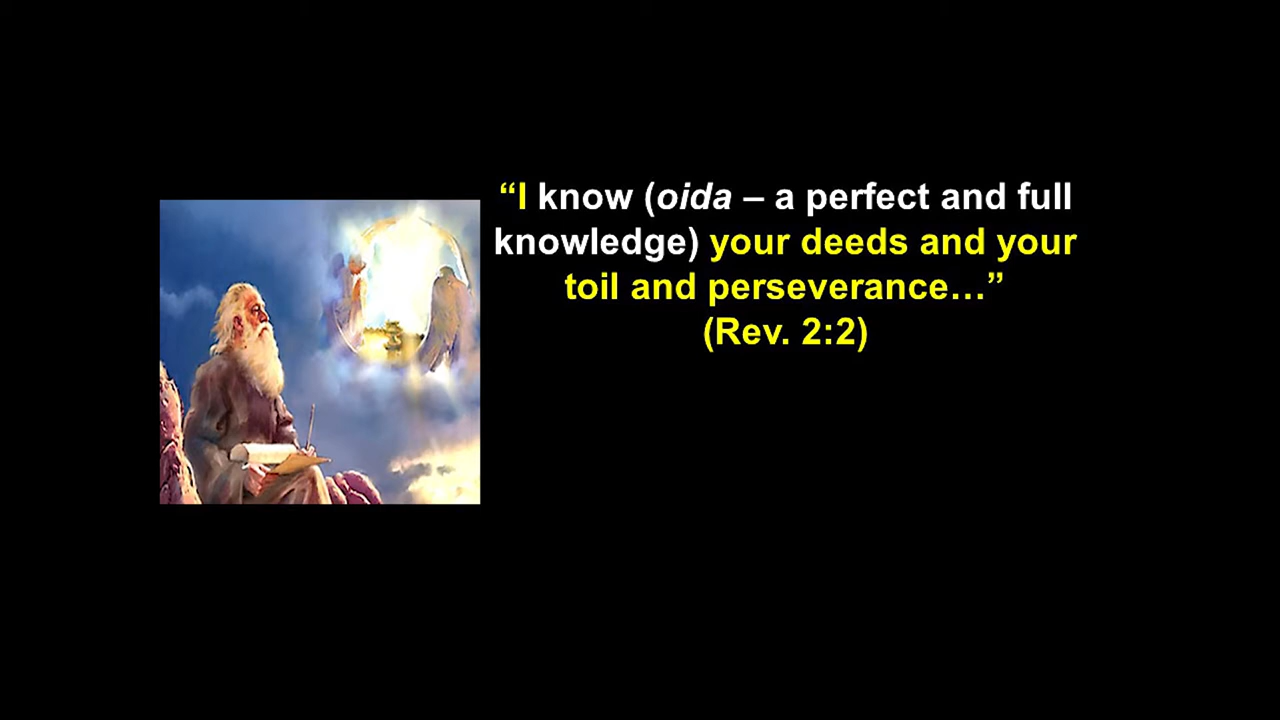 “I know (oida – a perfect and full
knowledge) your deeds and your
toil and perseverance…”
(Rev. 2:2)